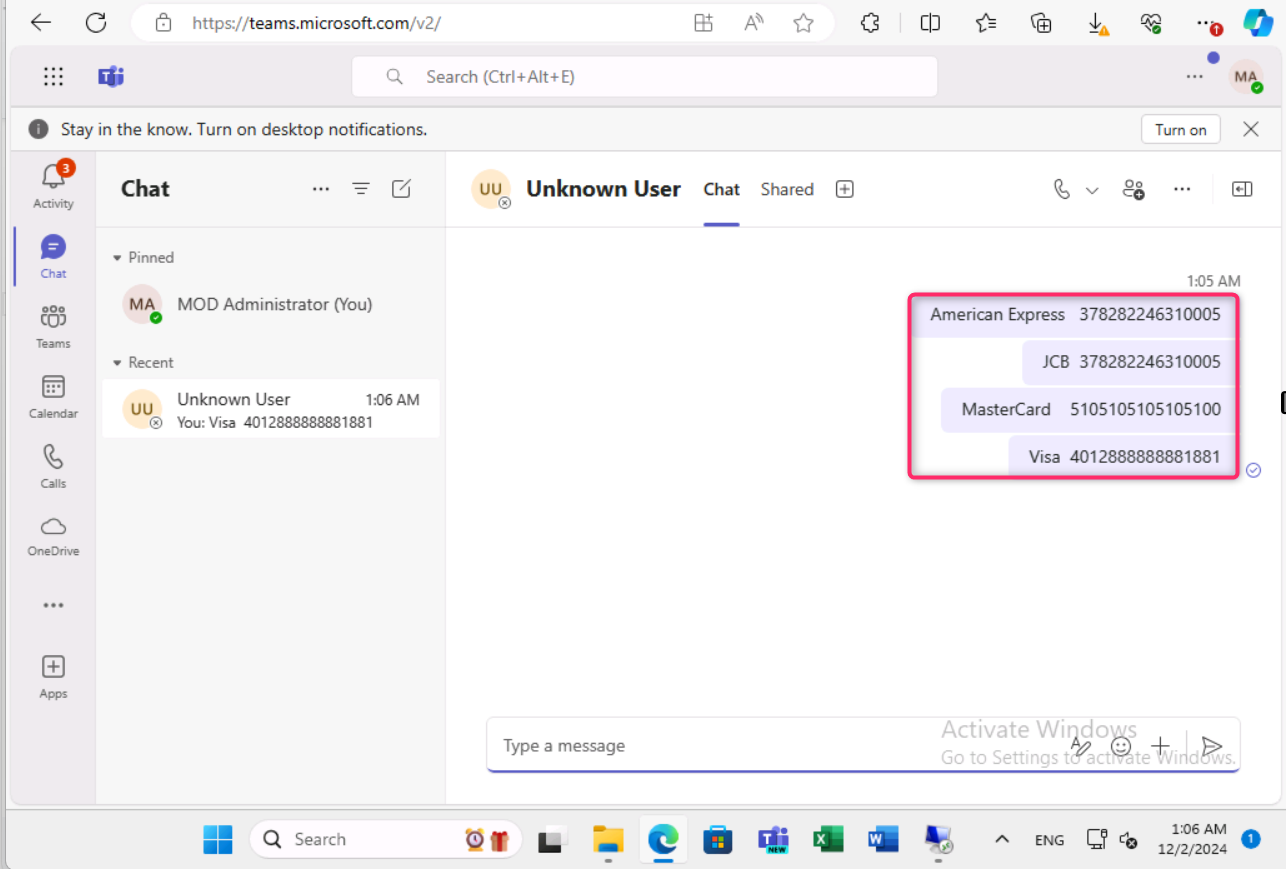 https://teams.microsoft.com/v2/
Search (Ctrl+Alt+E)
MA
Stay in the know. Turn on desktop notifications.
Turn on
3
Activity
Chat
Teams
Calendar
Calls
OneDrive
Apps
Chat
Pinned
MA
MOD Administrator (You)
Recent
UU
Unknown User
1:06 AM
You: Visa 4012888888881881
UU
Unknown User
Chat
Shared
1:05 AM
American Express 378282246310005
JCB 378282246310005
MasterCard 5105105105105100
Visa 4012888888881881
Type a message
Activate Windows
Go to Settings to activate Windows.
Search
NEW
ENG
1:06 AM
12/2/2024
1